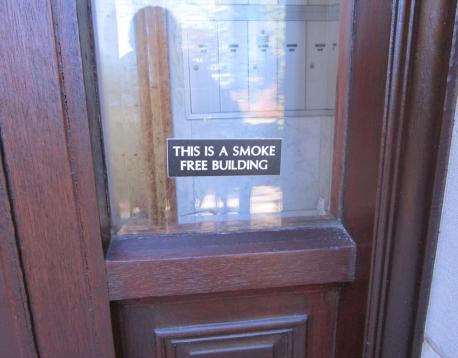 THIS IS A SMOKE
FREE BUILDING